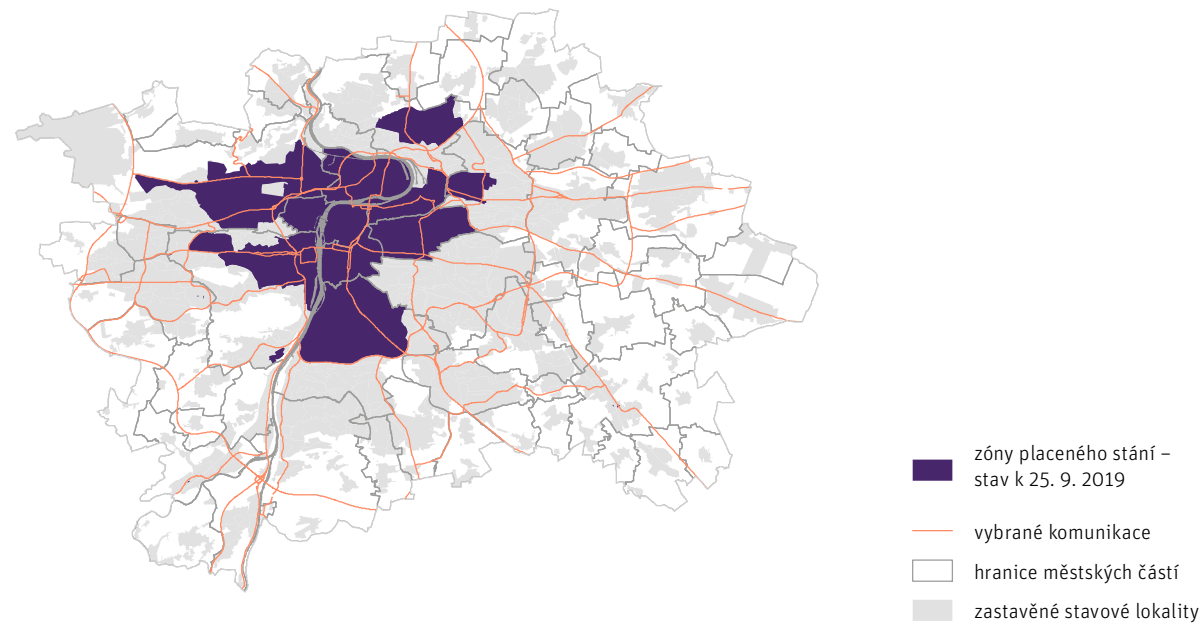 zóny placeného stání –
stav k 25. 9. 2019
vybrané komunikace
hranice městských částí
zastavěné stavové lokality